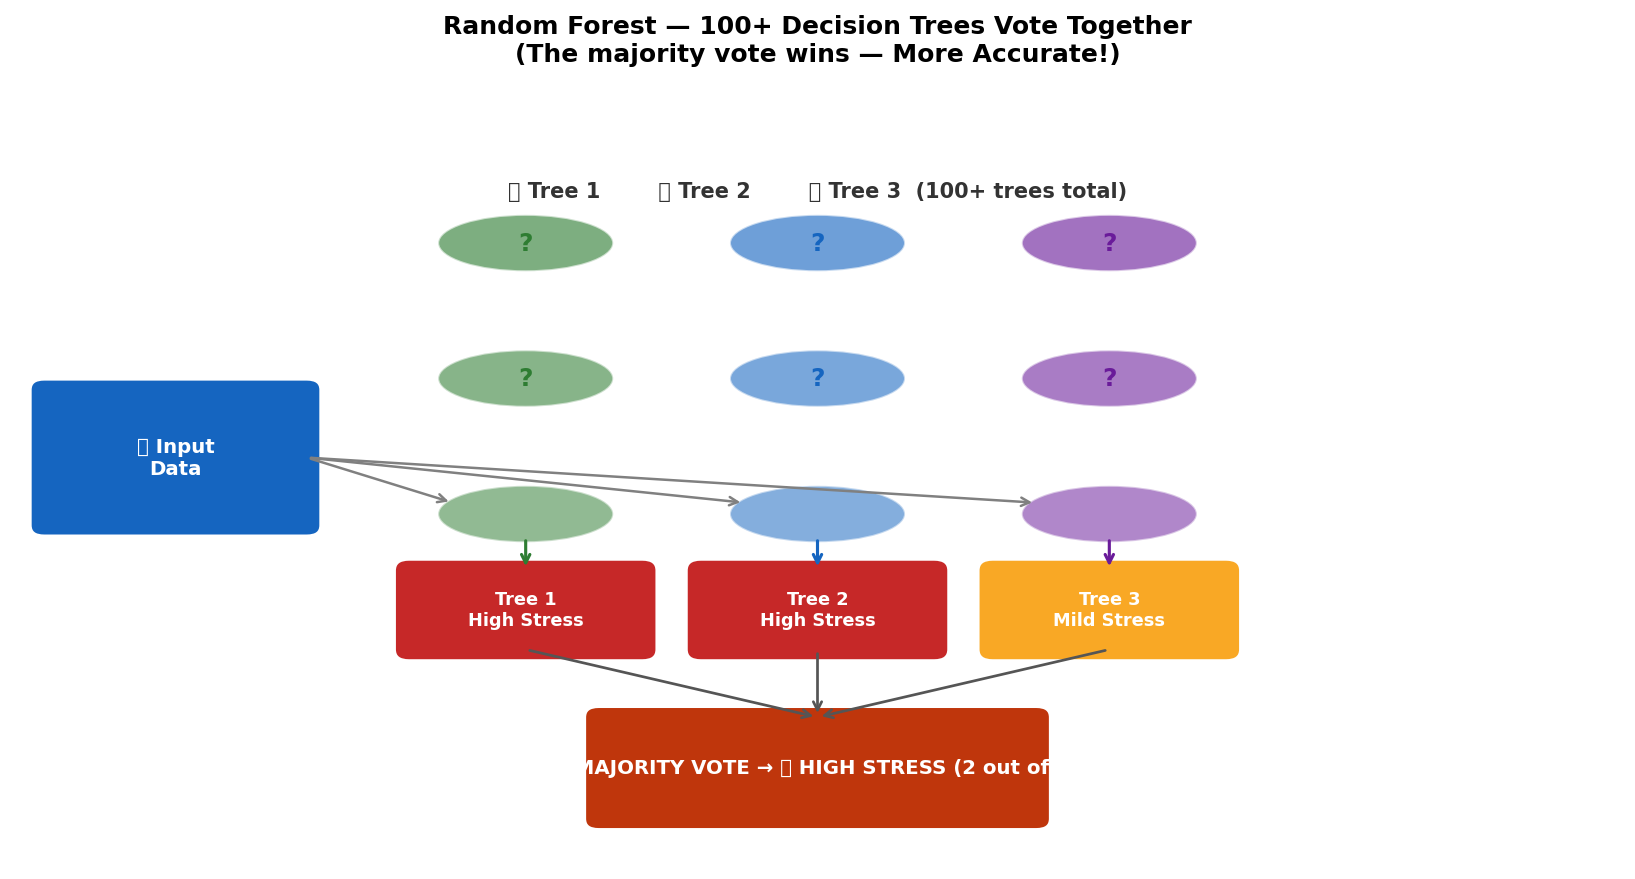 Random Forest — 100+ Decision Trees Vote Together
(The majority vote wins — More Accurate!)
Tree 1 Tree 2 Tree 3 (100+ trees total)
? ? ?
? ? ?
Input
Data
Tree 1
High Stress
Tree 2
High Stress
Tree 3
Mild Stress
MAJORITY VOTE → HIGH STRESS (2 out of